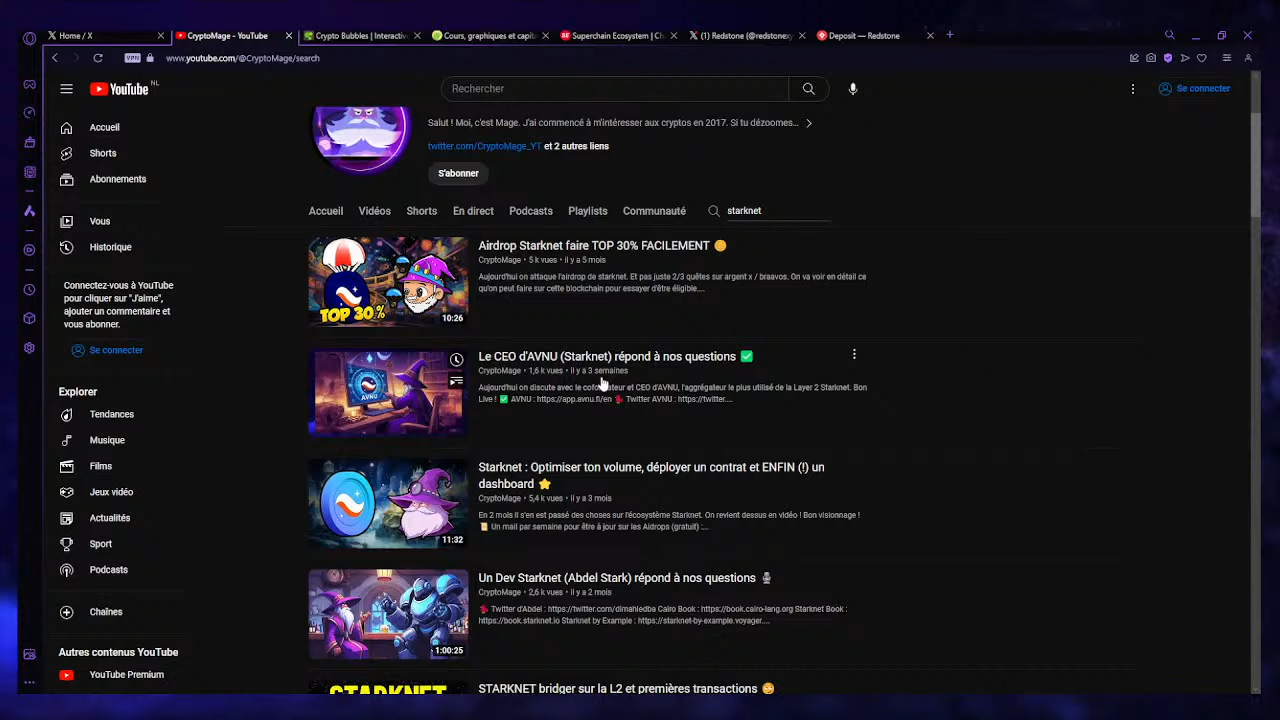 Home / X
CryptoMage - YouTube
Crypto Bubbles | Interactiv
Cours, graphiques et capit
Superchain Ecosystem | Ch
(1) Redstone (@redstonexy
Deposit — Redstone
VPN
www.youtube.com/@CryptoMage/search
YouTube NL
Rechercher
Se connecter
Accueil
Shorts
Abonnements
Vous
Historique
Connectez-vous à YouTube
pour cliquer sur "J'aime",
ajouter un commentaire et
vous abonner.
Se connecter
Explorer
Tendances
Musique
Films
Jeux vidéo
Actualités
Sport
Podcasts
Chaînes
Autres contenus YouTube
YouTube Premium
Salut ! Moi, c'est Mage. J'ai commencé à m'intéresser aux cryptos en 2017. Si tu dézoomes...
twitter.com/CryptoMage_YT et 2 autres liens
S'abonner
Accueil Vidéos Shorts En direct Podcasts Playlists Communauté starknet
TOP 30 %
10:26
Airdrop Starknet faire TOP 30% FACILEMENT
CryptoMage • 5 k vues • il y a 5 mois
Aujourd'hui on attaque l'airdrop de starknet. Et pas juste 2/3 quêtes sur argent x / braavos. On va voir en détail ce
qu'on peut faire sur cette blockchain pour essayer d'être éligible....
AVNU
Le CEO d'AVNU (Starknet) répond à nos questions ✅
CryptoMage • 1,6 k vues • il y a 3 semaines
Aujourd'hui on discute avec le cofondateur et CEO d'AVNU, l'aggrégateur le plus utilisé de la Layer 2 Starknet. Bon
Live ! ✅ AVNU : https://app.avnu.fi/en Twitter AVNU : https://twitter....
11:32
Starknet : Optimiser ton volume, déployer un contrat et ENFIN (!) un
dashboard ⭐
CryptoMage • 5,4 k vues • il y a 3 mois
En 2 mois il s'en est passé des choses sur l'écosystème Starknet. On revient dessus en vidéo ! Bon visionnage !
📜 Un mail par semaine pour être à jour sur les Aidrops (gratuit) :...
1:00:25
Un Dev Starknet (Abdel Stark) répond à nos questions 🎙️
CryptoMage • 2,6 k vues • il y a 2 mois
Twitter d'Abdel : https://twitter.com/dimahledba Cairo Book : https://book.cairo-lang.org Starknet Book :
https://book.starknet.io Starknet by Example : https://starknet-by-example.voyager....
STARKNET
STARKNET bridger sur la L2 et premières transactions